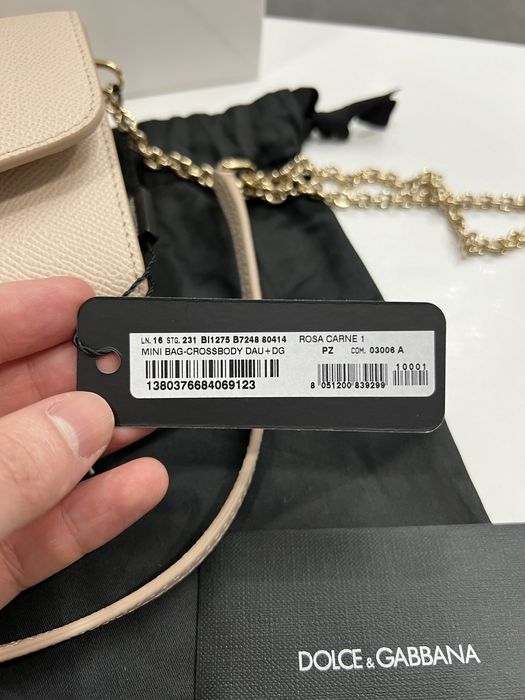 LN. 16 STG. 231 BI1275 B7248 80414 ROSA CARNE 1
MINI BAG-CROSSBODY DAU+DG PZ COM. 03006 A
10001
1380376684069123
8 051200 839299
DOLCE & GABBANA